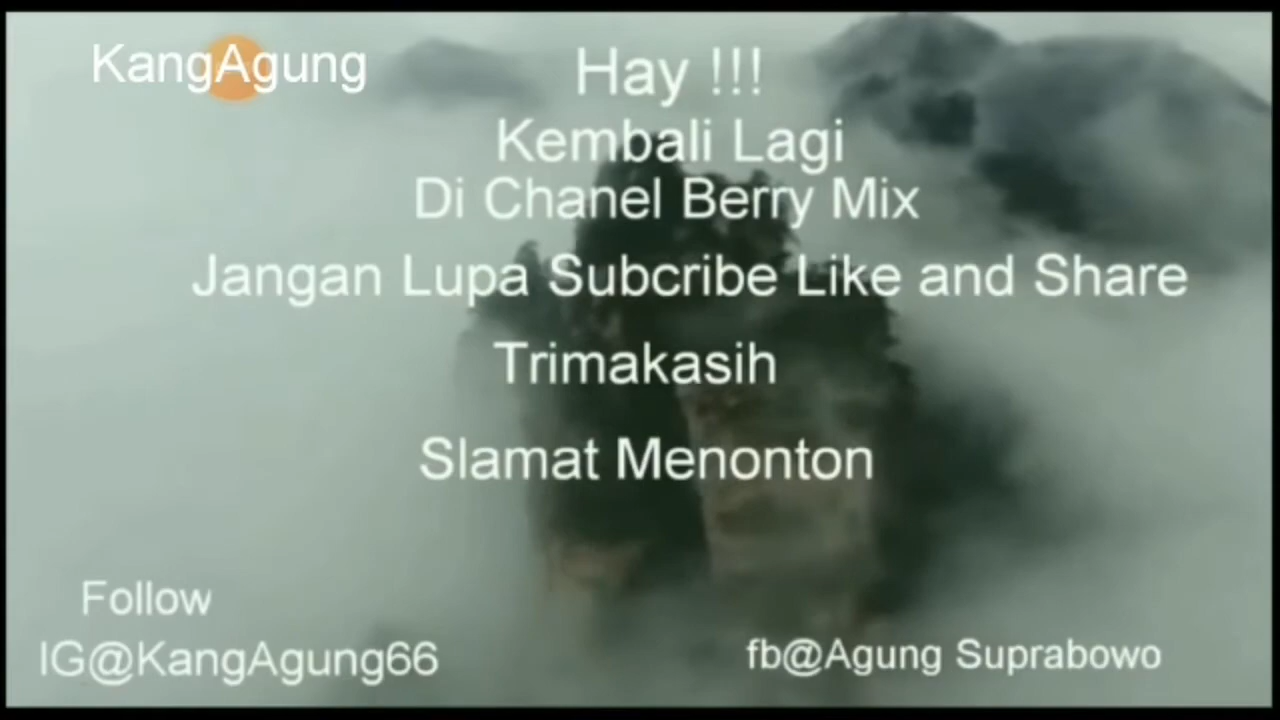 KangAgung
Hay !!!
Kembali Lagi
Di Chanel Berry Mix
Jangan Lupa Subcribe Like and Share
Trimakasih
Slamat Menonton
Follow
IG@KangAgung66
fb@Agung Suprabowo